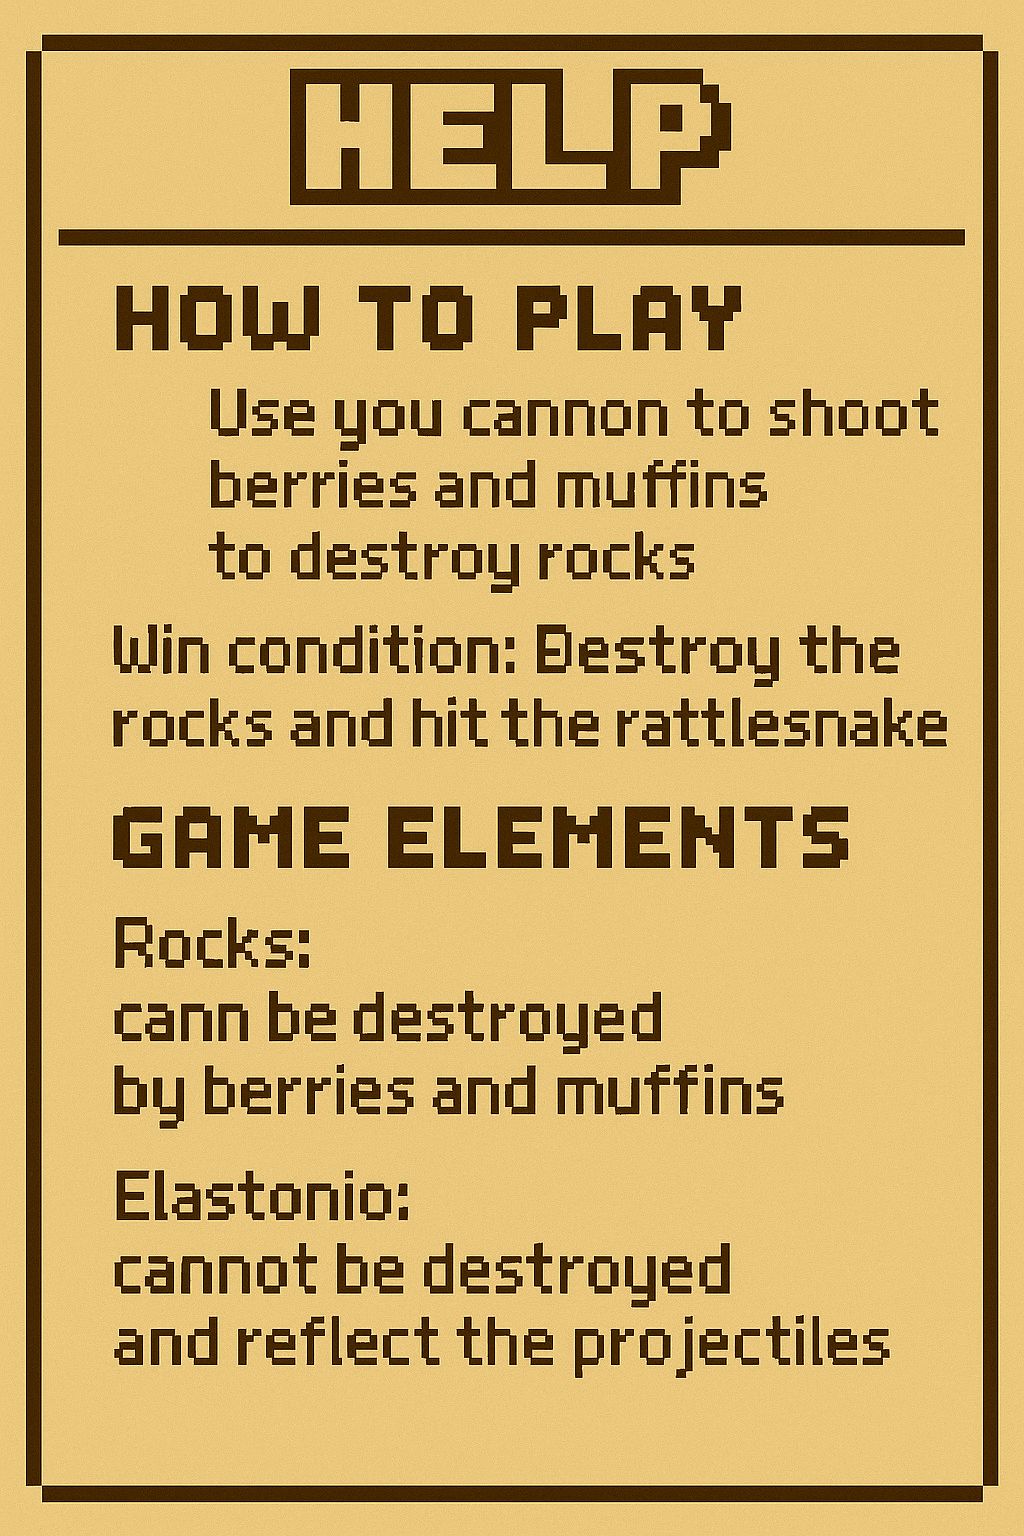 HELP
HOW TO PLAY
Use you cannon to shoot
berries and muffins
to destroy rocks
Win condition: Destroy the
rocks and hit the rattlesnake
GAME ELEMENTS
Rocks:
cann be destroyed
by berries and muffins
Elastonio:
cannot be destroyed
and reflect the projectiles